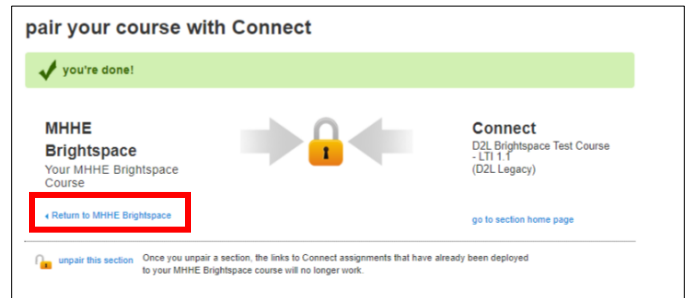 pair your course with Connect
you're done!
MHHE
Brightspace
Your MHHE Brightspace
Course
Return to MHHE Brightspace
Connect
D2L Brightspace Test Course
- LTI 1.1
(D2L Legacy)
go to section home page
unpair this section Once you unpair a section, the links to Connect assignments that have already been deployed
to your MHHE Brightspace course will no longer work.